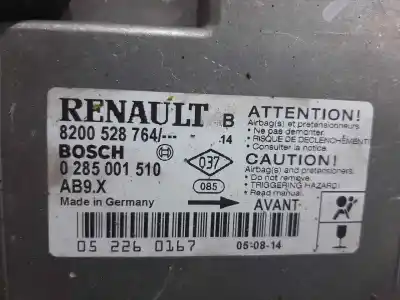 RENAULT B
8200 528 764/--- -14
BOSCH
0 285 001 510
AB9.X
Made in Germany
037
085
ATTENTION!
Airbag(s) et pretensionneurs
• Ne pas demonter
• RISQUE DE DECLENCHEMENT!
• Consulter la notice
CAUTION!
Airbag(s) and pretensioners
• Do not remove
• TRIGGERING HAZARD!
• Read manual
AVANT
05 226 0167
05-08-14